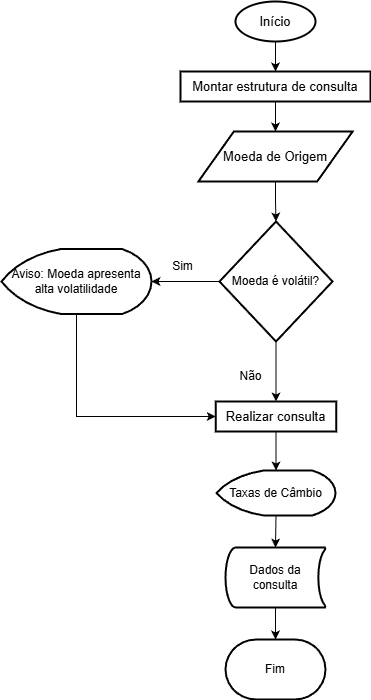 Início
Montar estrutura de consulta
Moeda de Origem
Moeda é volátil?
Sim
Aviso: Moeda apresenta
alta volatilidade
Não
Realizar consulta
Taxas de Câmbio
Dados da
consulta
Fim